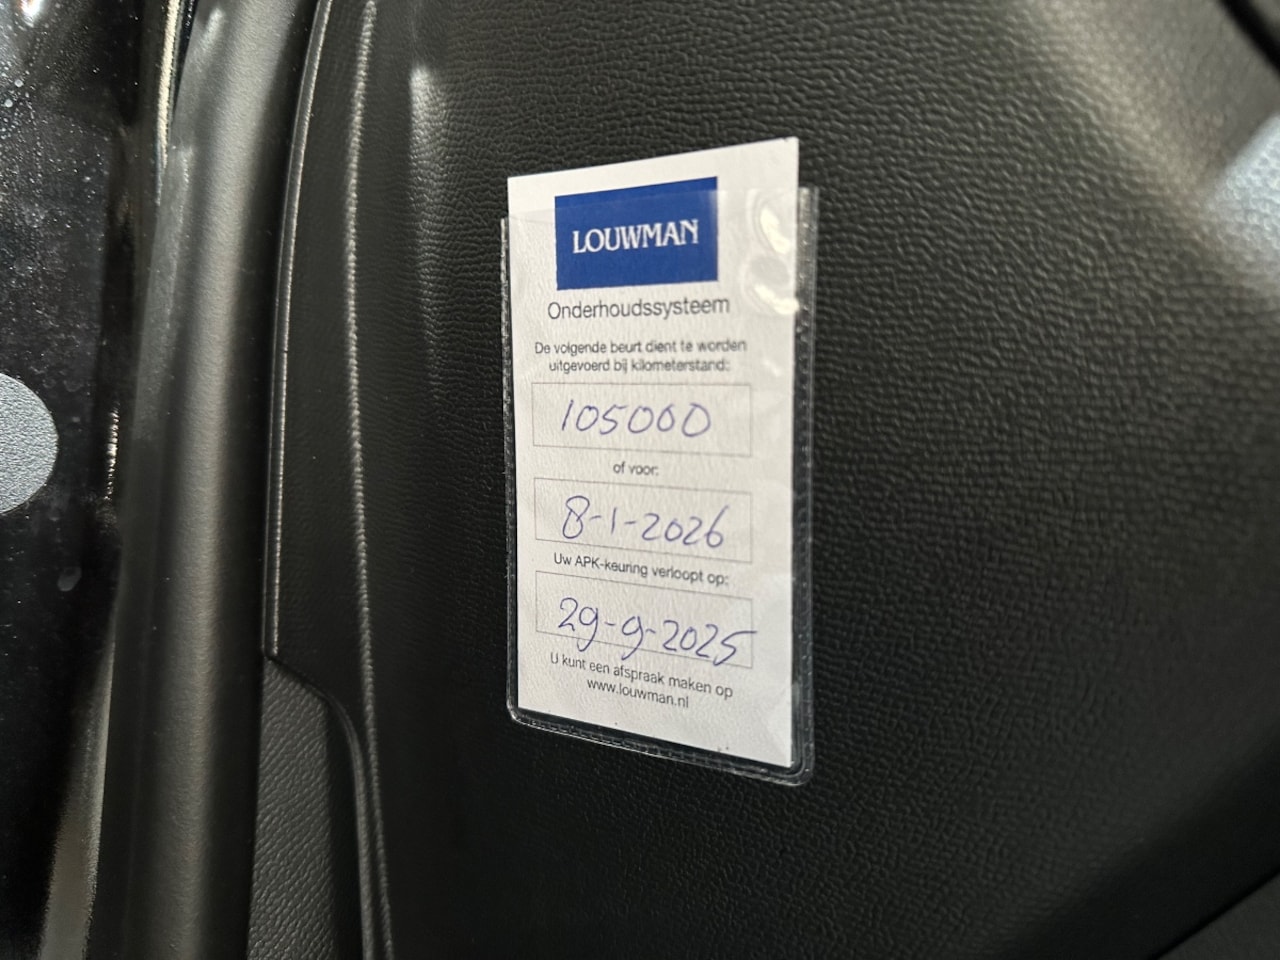 LOUWMAN
Onderhoudssysteem
De volgende beurt dient te worden
uitgevoerd bij kilometerstand:
105000
of voor:
8-1-2026
Uw APK-keuring verloopt op:
29-9-2025
U kunt een afspraak maken op
www.louwman.nl